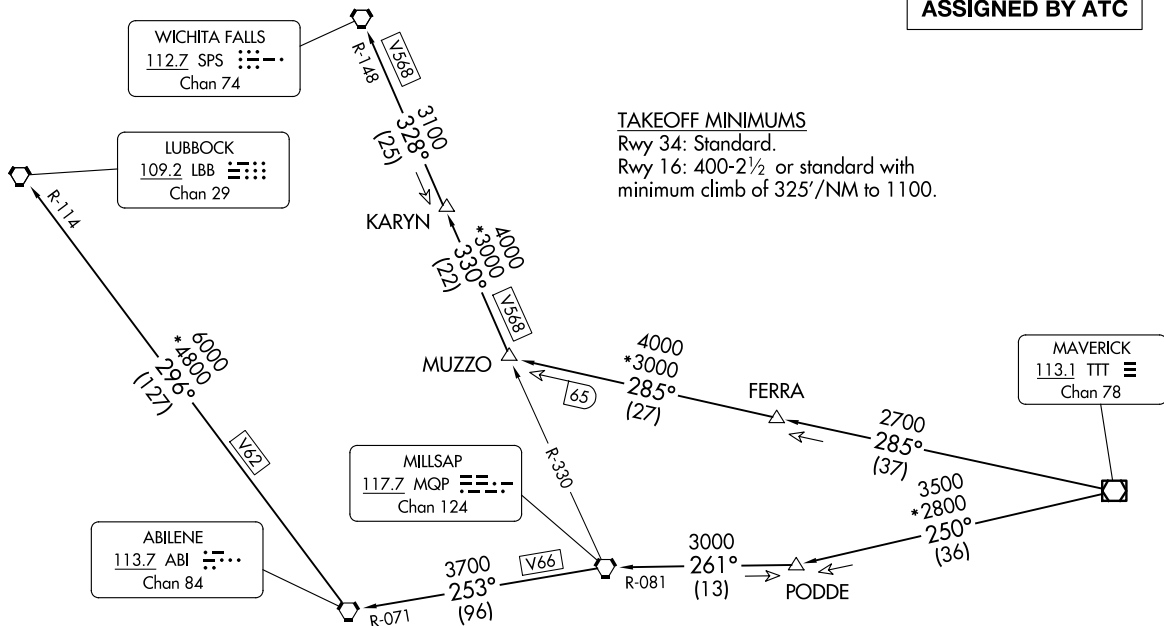 ASSIGNED BY ATC
WICHITA FALLS
112.7 SPS
Chan 74
R-148
V568
3100
328°
(25)
TAKEOFF MINIMUMS
Rwy 34: Standard.
Rwy 16: 400-2½ or standard with
minimum climb of 325'/NM to 1100.
LUBBOCK
109.2 LBB
Chan 29
R-114
KARYN
4000
*3000
330°
(22)
V568
MUZZO
6000
*4800
296°
(127)
V62
4000
*3000
285°
(27)
65
FERRA
MAVERICK
113.1 TTT
Chan 78
2700
285°
(37)
R-330
MILLSAP
117.7 MQP
Chan 124
3500
*2800
250°
(36)
ABILENE
113.7 ABI
Chan 84
R-071
3700
253°
(96)
V66
R-081
3000
261°
(13)
PODDE